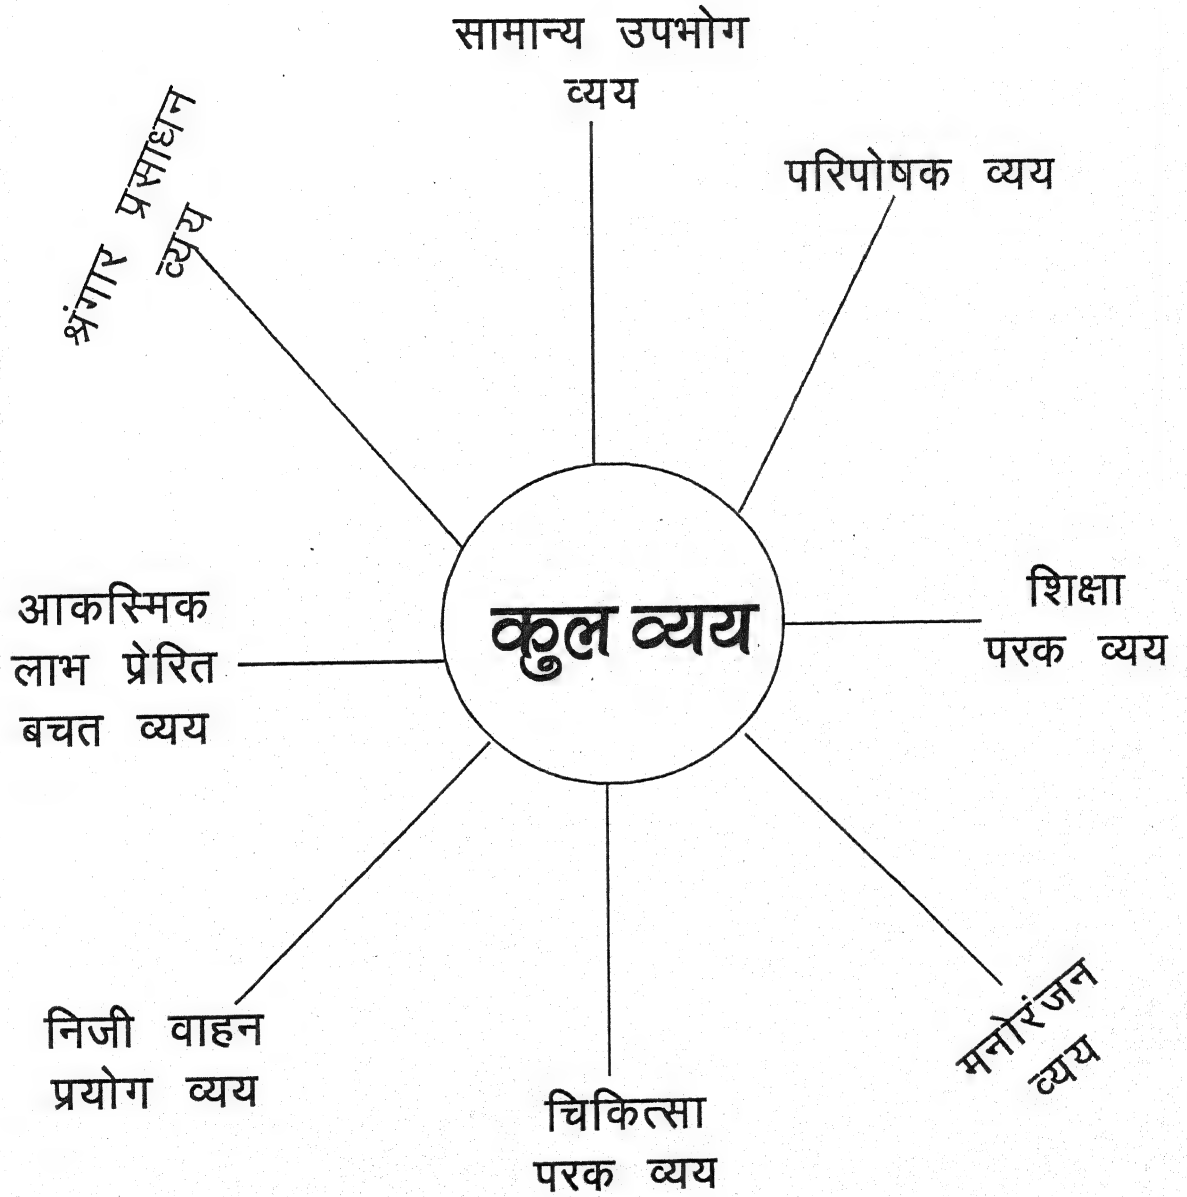 सामान्य उपभोग
व्यय
परिपोषक व्यय
श्रंगार प्रसाधन
व्यय
शिक्षा
परक व्यय
कुल व्यय
आकस्मिक
लाभ प्रेरित
बचत व्यय
मनोरंजन
व्यय
निजी वाहन
प्रयोग व्यय
चिकित्सा
परक व्यय